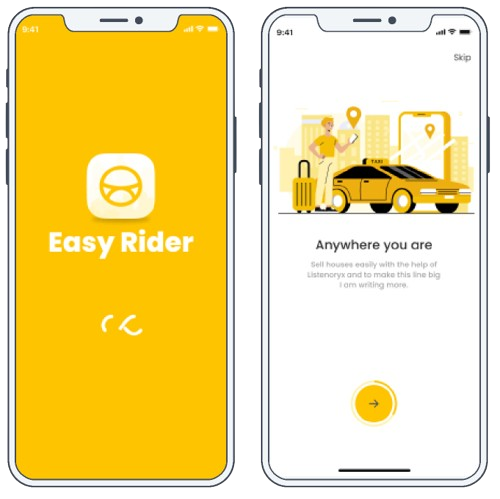 9:41
Easy Rider
9:41
Skip
TAXI
Anywhere you are
Sell houses easily with the help of
Listenoryx and to make this line big
I am writing more.